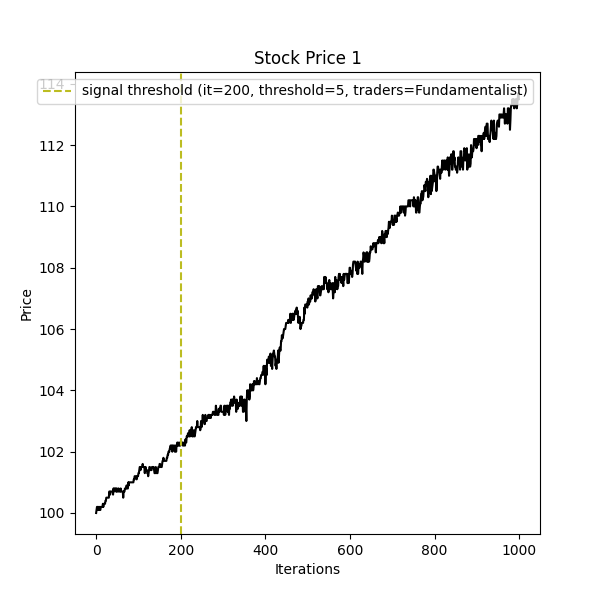 Stock Price 1
114
signal threshold (it=200, threshold=5, traders=Fundamentalist)
112
110
108
106
104
102
100
Price
0 200 400 600 800 1000
Iterations